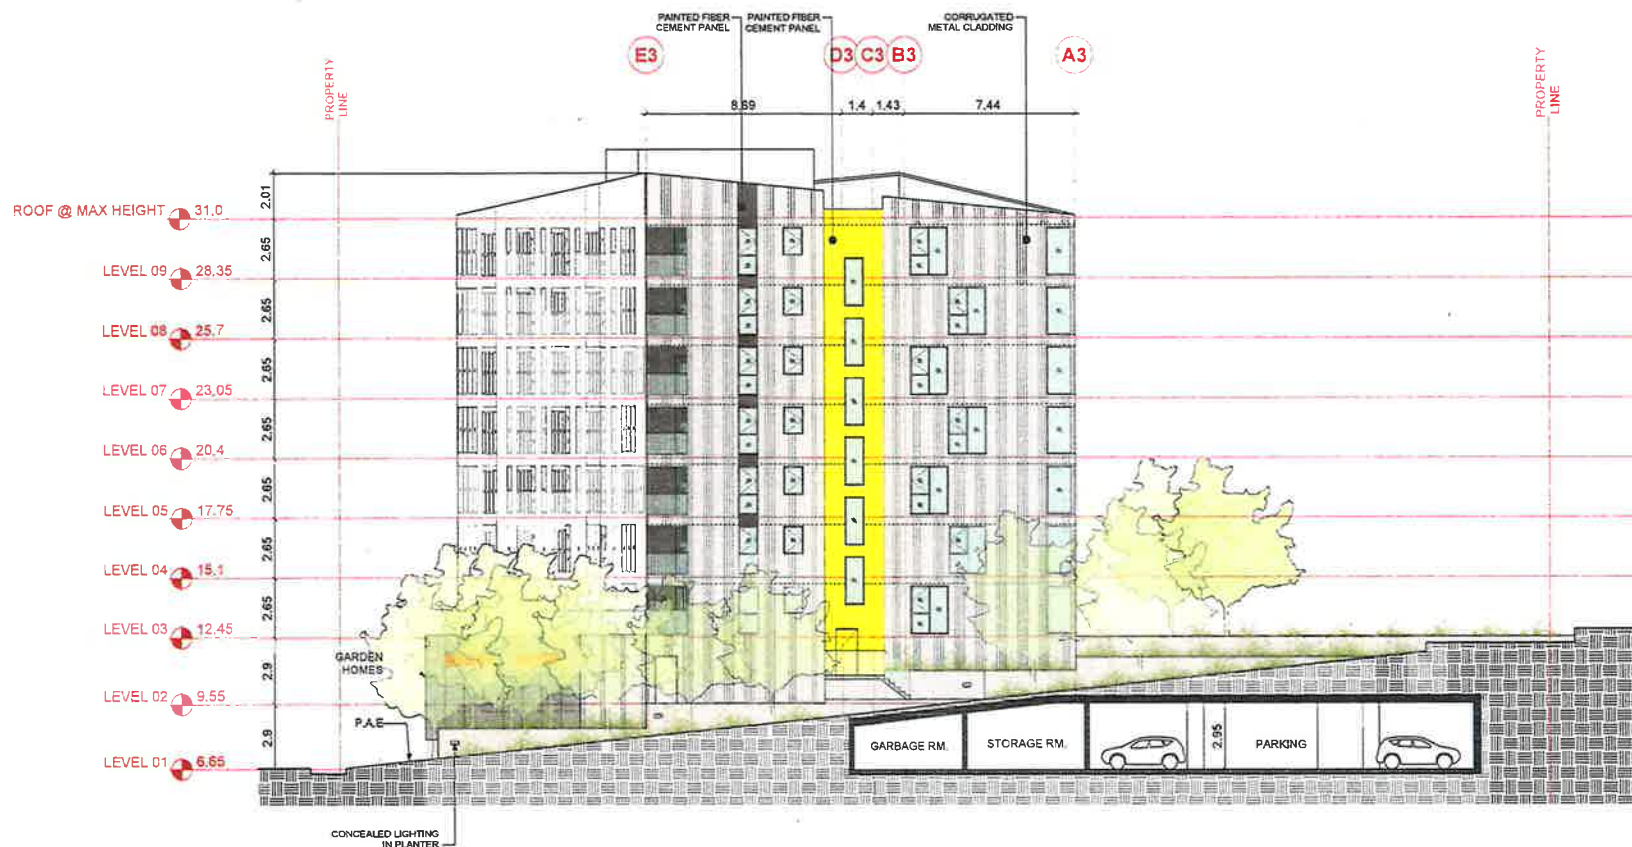 PAINTED FIBER
CEMENT PANEL
PAINTED FIBER
CEMENT PANEL
CORRUGATED
METAL CLADDING
E3
D3
C3
B3
A3
PROPERTY
LINE
PROPERTY
LINE
8.69
1.4
1.43
7.44
2.01
ROOF @ MAX HEIGHT 31.0
2.65
LEVEL 09 28.35
2.65
LEVEL 08 25.7
2.65
LEVEL 07 23.05
2.65
LEVEL 06 20.4
2.65
LEVEL 05 17.75
2.65
LEVEL 04 15.1
2.65
LEVEL 03 12.45
GARDEN
HOMES
2.9
LEVEL 02 9.55
P.A.E
2.9
LEVEL 01 6.65
GARBAGE RM.
STORAGE RM.
2.95
PARKING
CONCEALED LIGHTING
IN PLANTER